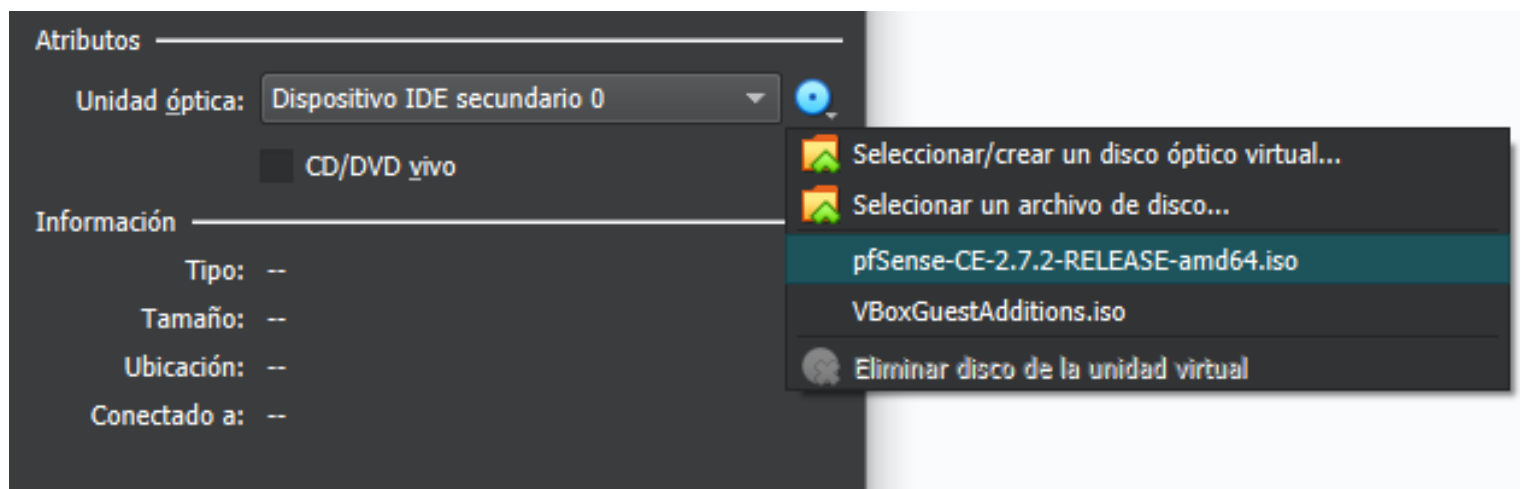 Atributos
Unidad óptica: Dispositivo IDE secundario 0
CD/DVD vivo
Seleccionar/crear un disco óptico virtual...
Selecionar un archivo de disco...
pfSense-CE-2.7.2-RELEASE-amd64.iso
VBoxGuestAdditions.iso
Eliminar disco de la unidad virtual
Información
Tipo: --
Tamaño: --
Ubicación: --
Conectado a: --